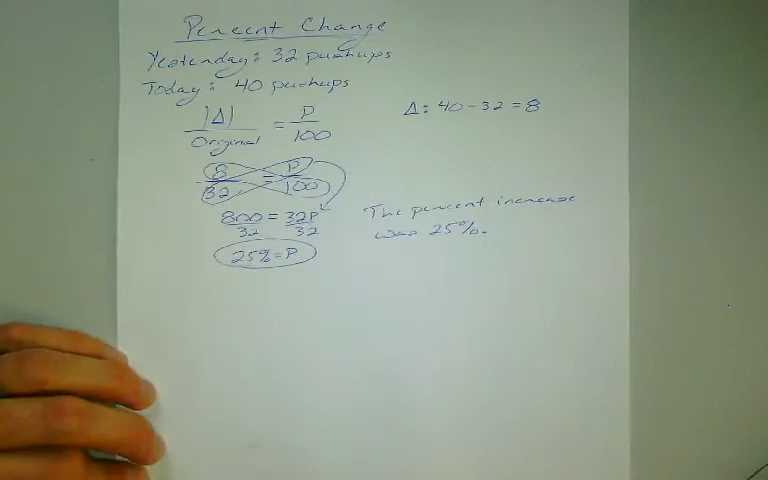 Percent Change
Yesterday: 32 pushups
Today: 40 pushups
|Δ| / Original = P / 100
Δ: 40 - 32 = 8
8 / 32 = P / 100
800 / 32 = 32P / 32
25% = P
The percent increase
was 25%.